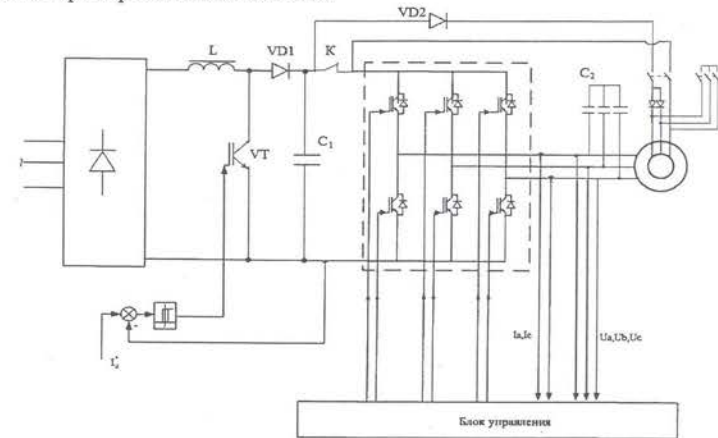 VD2
L
VD1
K
C₂
VT
C₁
Ia,Ic
Ua,Ub,Uc
Блок управления